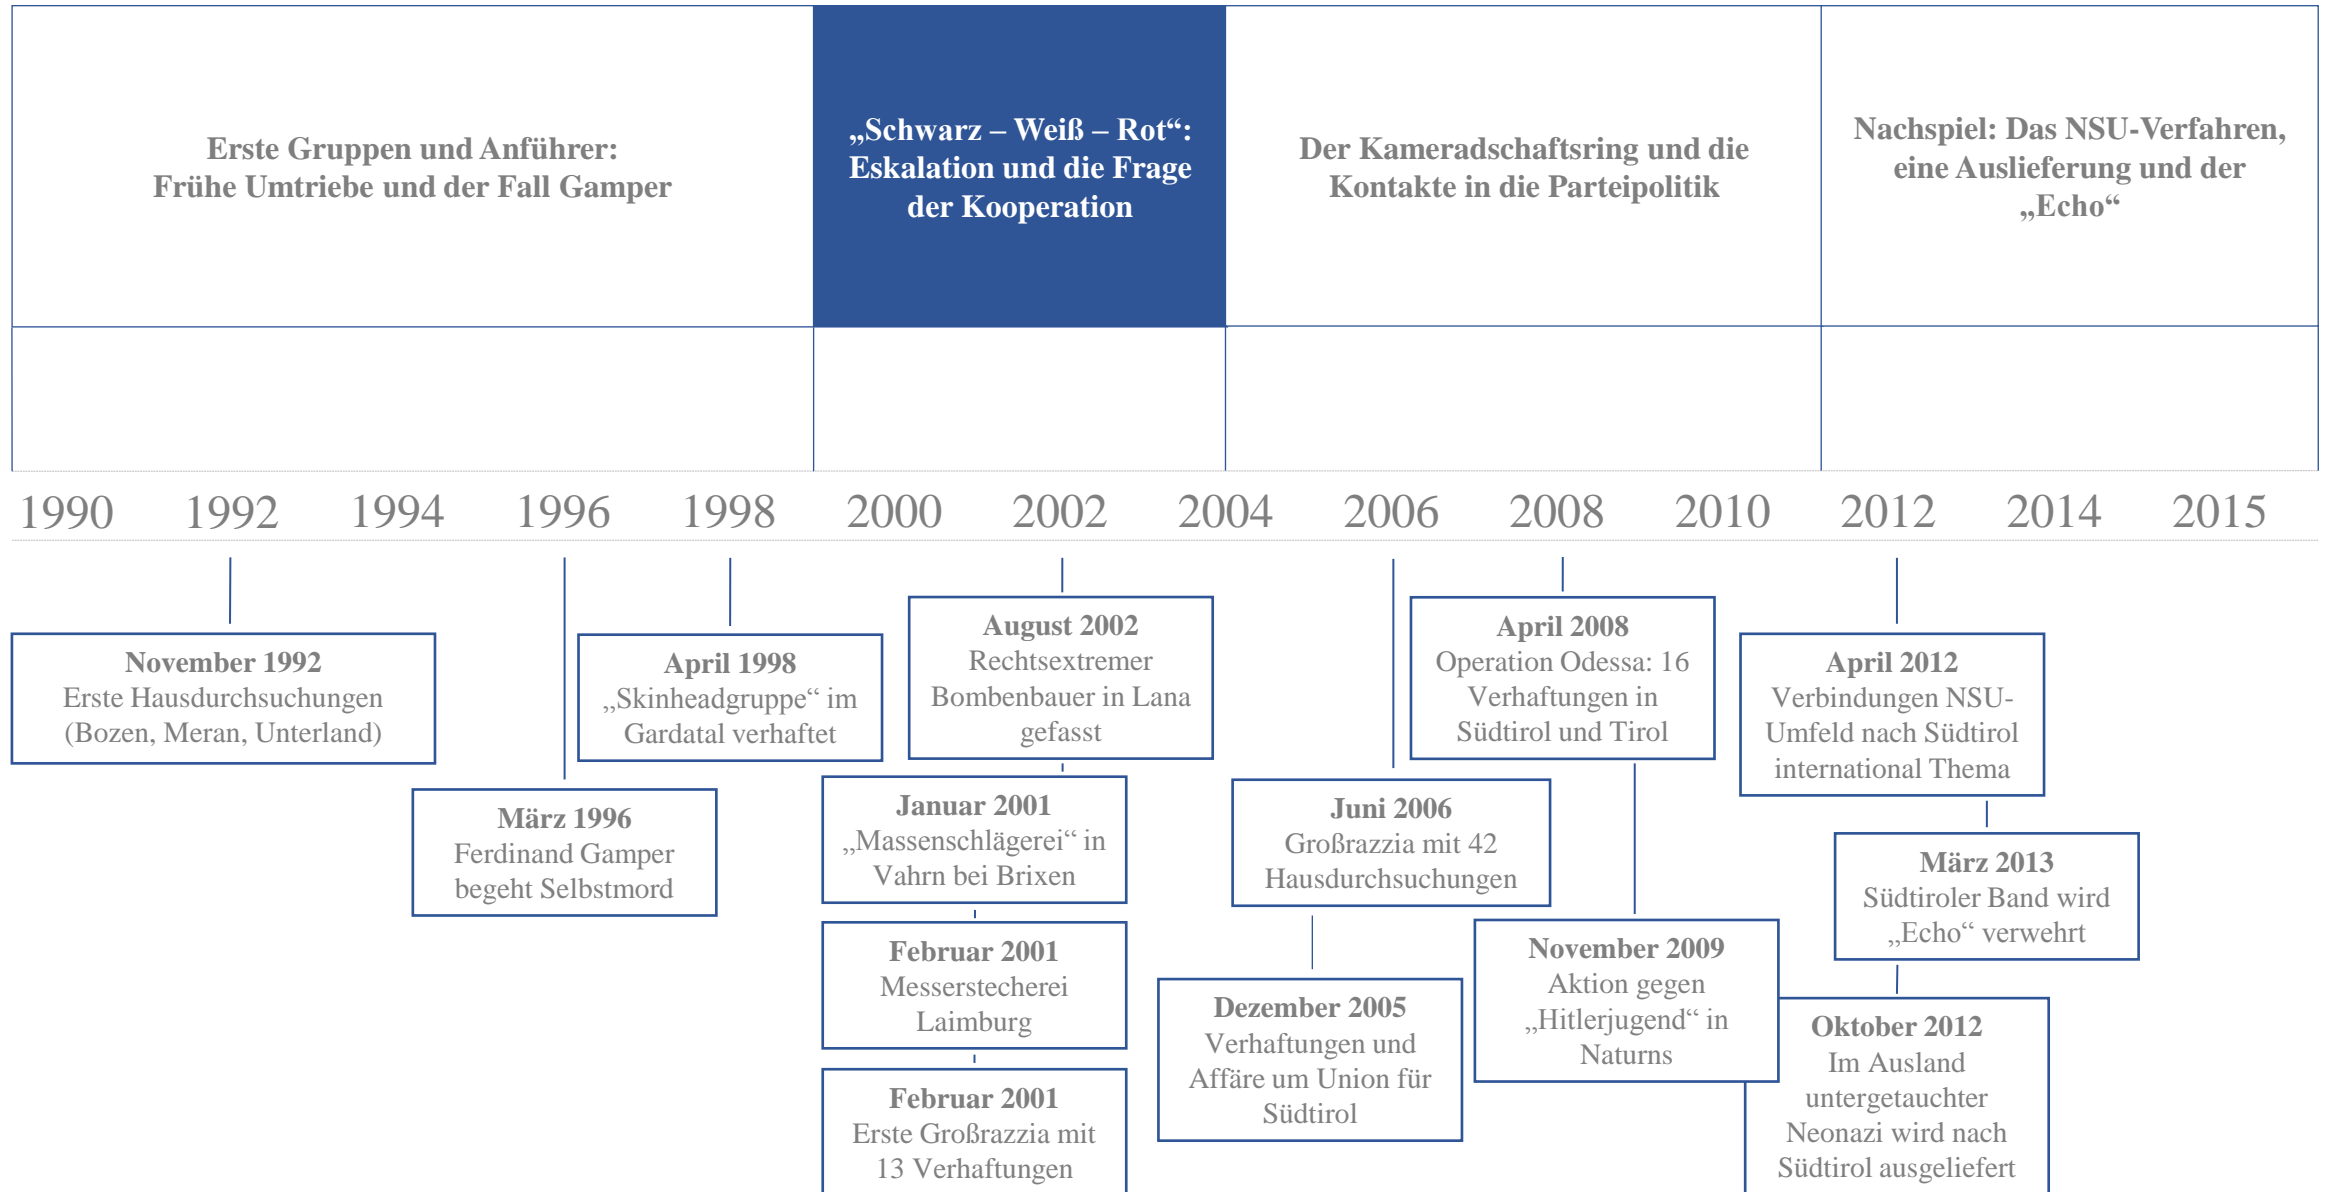 Erste Gruppen und Anführer:
Frühe Umtriebe und der Fall Gamper
„Schwarz – Weiß – Rot“:
Eskalation und die Frage
der Kooperation
Der Kameradschaftsring und die
Kontakte in die Parteipolitik
Nachspiel: Das NSU-Verfahren,
eine Auslieferung und der
„Echo“
1990 1992 1994 1996 1998 2000 2002 2004 2006 2008 2010 2012 2014 2015
November 1992
Erste Hausdurchsuchungen
(Bozen, Meran, Unterland)
März 1996
Ferdinand Gamper
begeht Selbstmord
April 1998
„Skinheadgruppe“ im
Gardatal verhaftet
August 2002
Rechtsextremer
Bombenbauer in Lana
gefasst
Januar 2001
„Massenschlägerei“ in
Vahrn bei Brixen
Februar 2001
Messerstecherei
Laimburg
Februar 2001
Erste Großrazzia mit
13 Verhaftungen
Juni 2006
Großrazzia mit 42
Hausdurchsuchungen
Dezember 2005
Verhaftungen und
Affäre um Union für
Südtirol
April 2008
Operation Odessa: 16
Verhaftungen in
Südtirol und Tirol
November 2009
Aktion gegen
„Hitlerjugend“ in
Naturns
April 2012
Verbindungen NSU-
Umfeld nach Südtirol
international Thema
März 2013
Südtiroler Band wird
„Echo“ verwehrt
Oktober 2012
Im Ausland
untergetauchter
Neonazi wird nach
Südtirol ausgeliefert